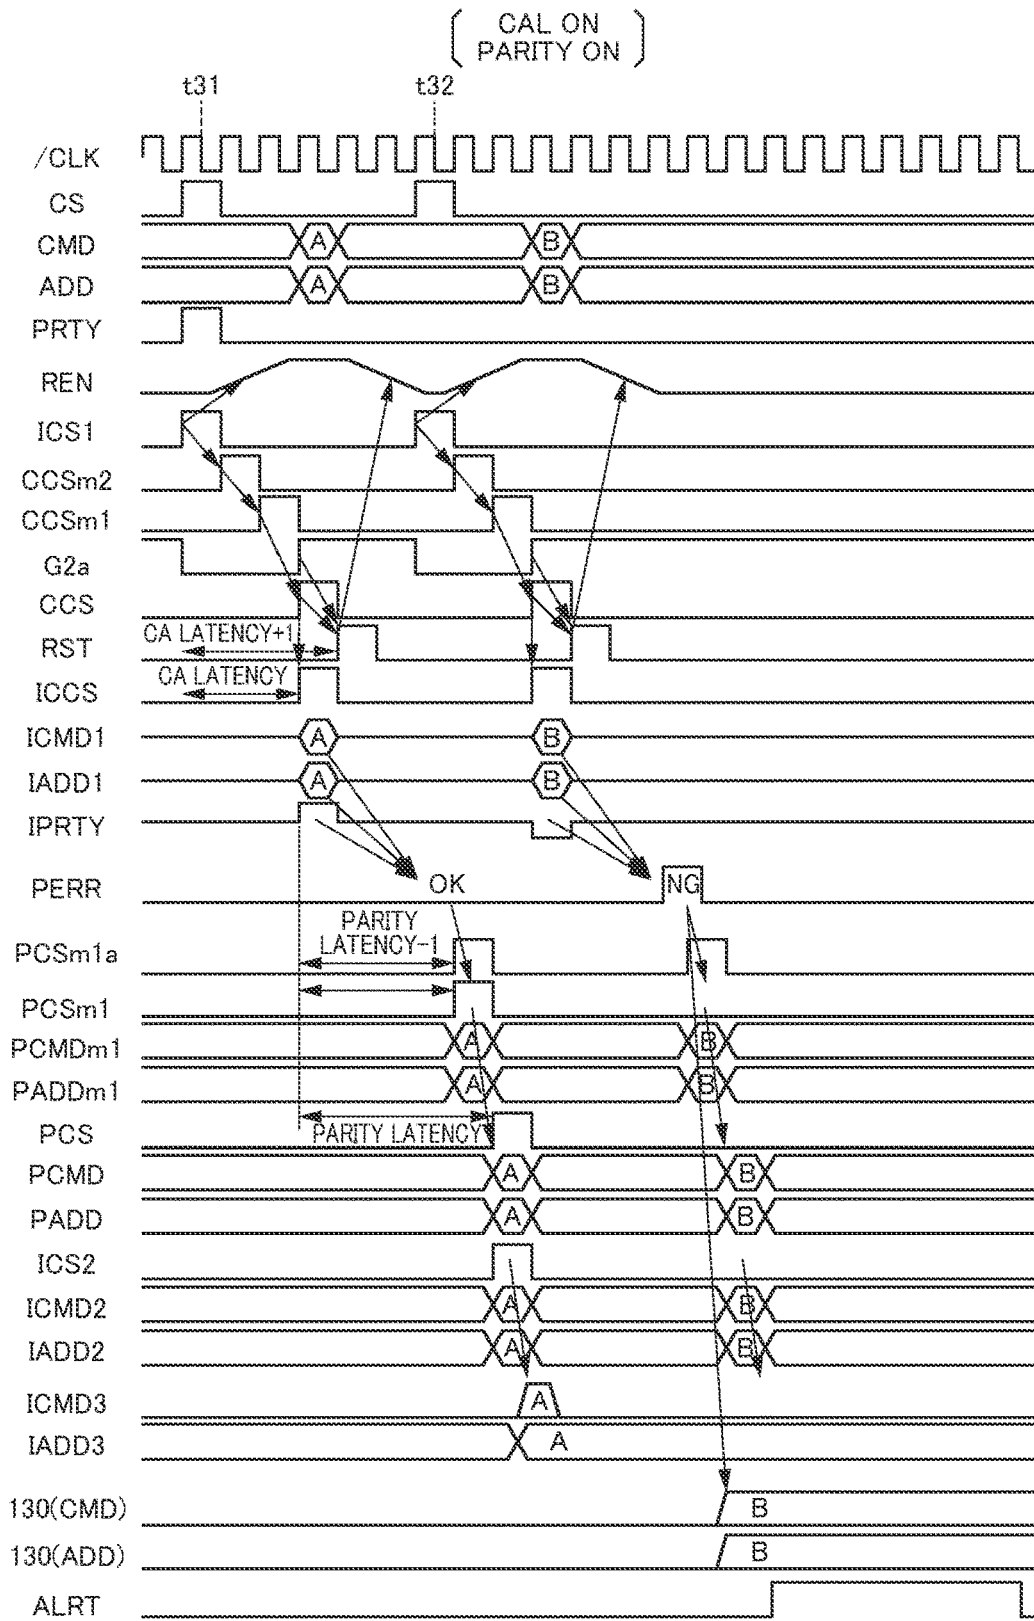 CAL ON
PARITY ON
t31 t32
/CLK
CS
CMD A B
ADD A B
PRTY
REN
ICS1
CCSm2
CCSm1
G2a
CCS
RST CA LATENCY+1
ICCS CA LATENCY
ICMD1 A B
IADD1 A B
IPRTY
PERR OK NG
PARITY
LATENCY-1
PCSm1a
PCSm1
PCMDm1 A B
PADDm1 A B
PCS PARITY LATENCY
PCMD A B
PADD A B
ICS2
ICMD2 A B
IADD2 A B
ICMD3 A
IADD3 A
130(CMD) B
130(ADD) B
ALRT